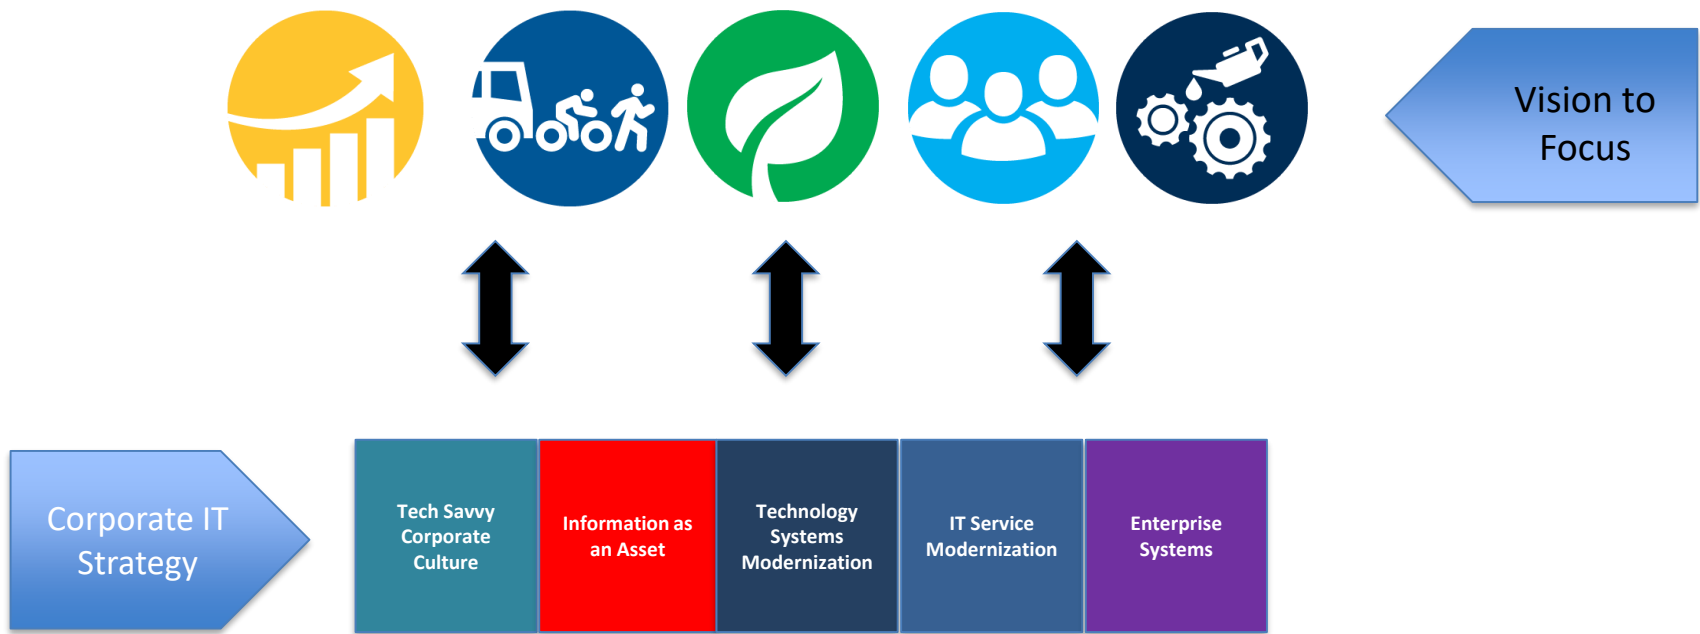 Vision to
Focus
Corporate IT
Strategy
Tech Savvy
Corporate
Culture
Information as
an Asset
Technology
Systems
Modernization
IT Service
Modernization
Enterprise
Systems